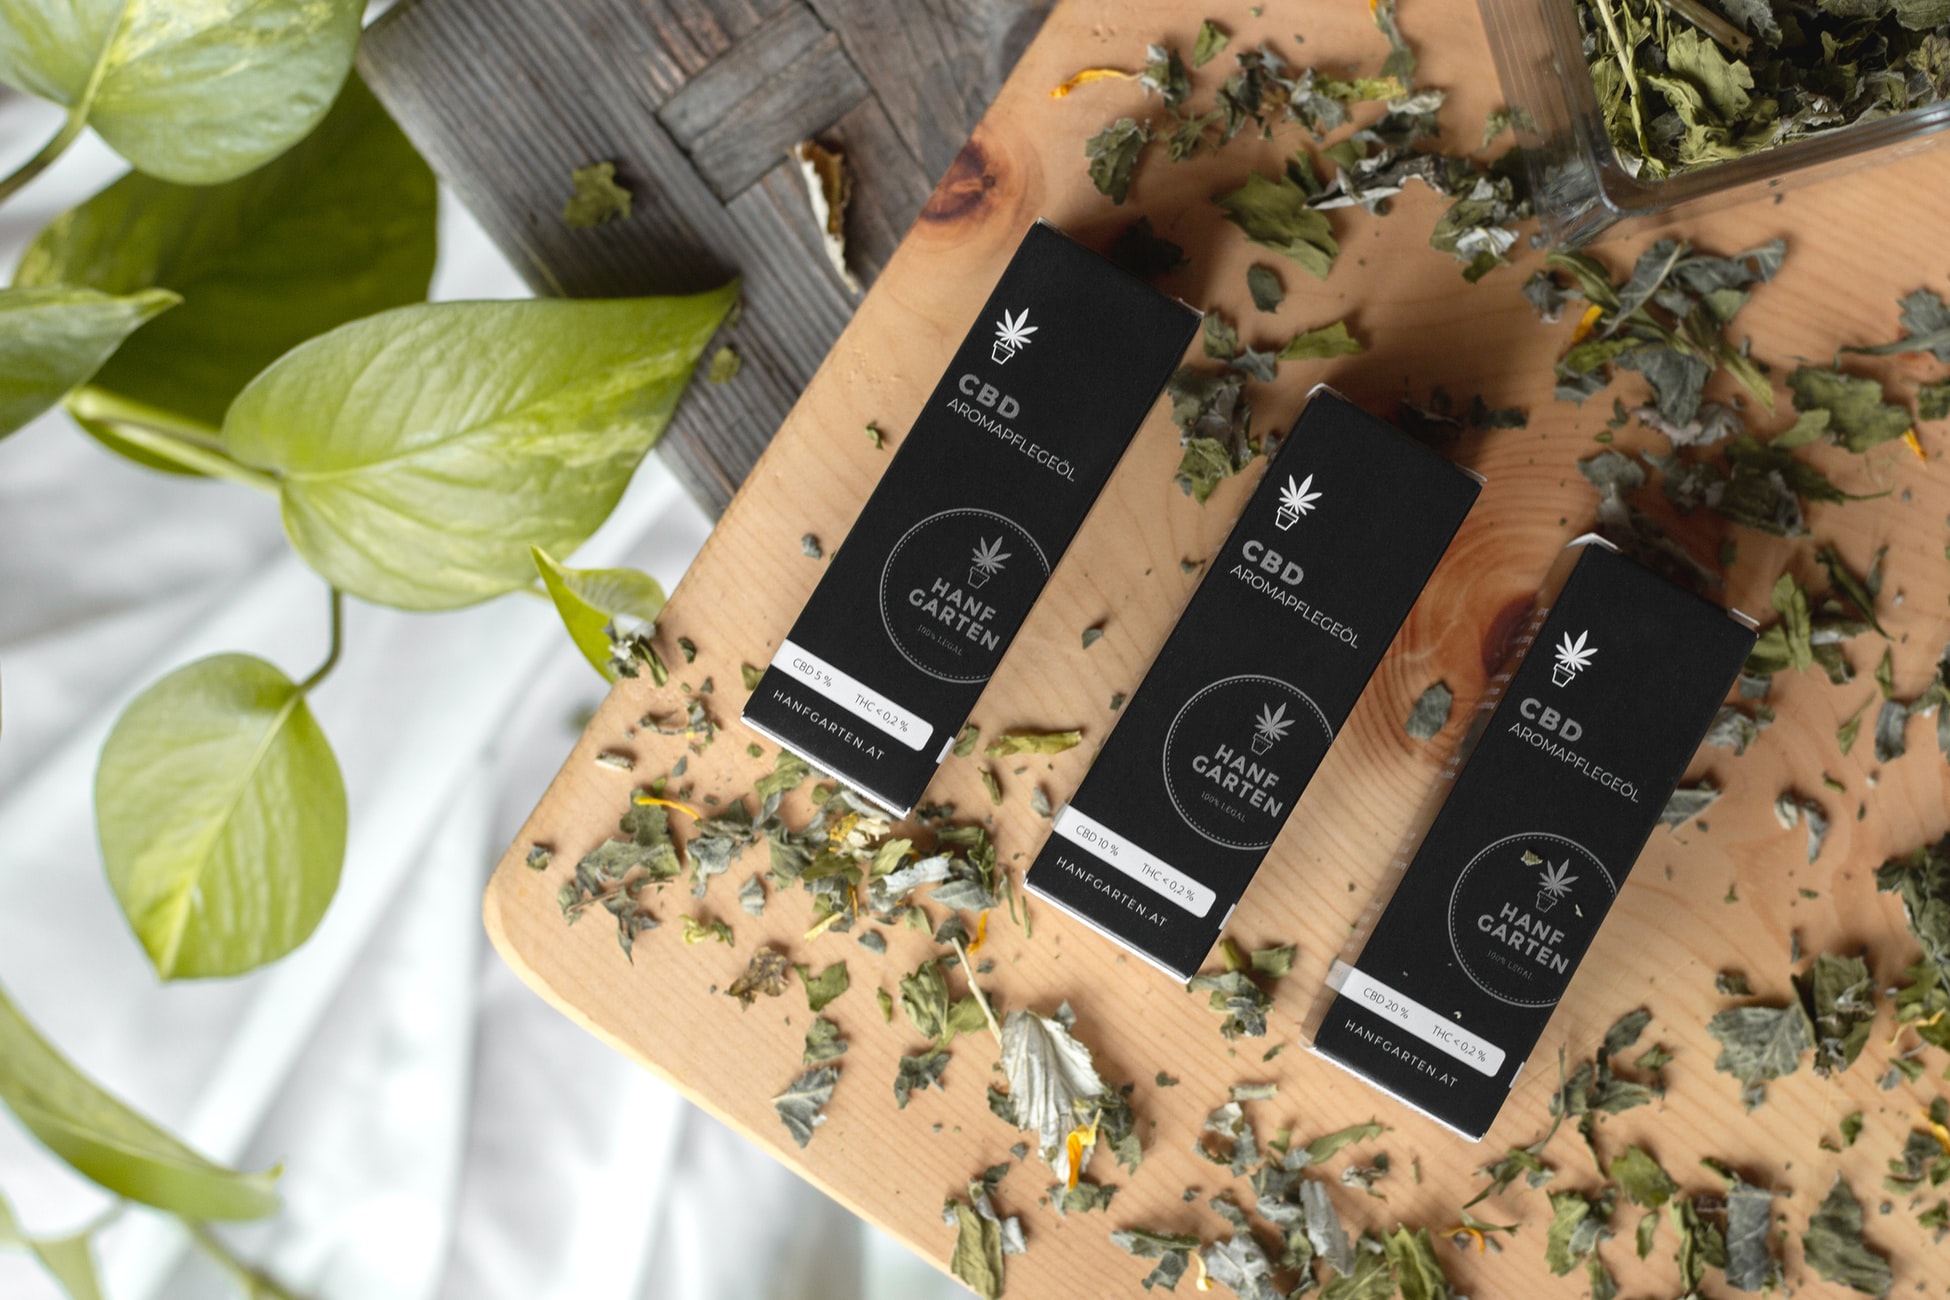 CBD
AROMAPFLEGEÖL
HANF
GARTEN
100% LEGAL
CBD 5 % THC < 0,2 %
HANFGARTEN.AT
CBD
AROMAPFLEGEÖL
HANF
GARTEN
100% LEGAL
CBD 10 % THC < 0,2 %
HANFGARTEN.AT
CBD
AROMAPFLEGEÖL
HANF
GARTEN
100% LEGAL
CBD 20 % THC < 0,2 %
HANFGARTEN.AT